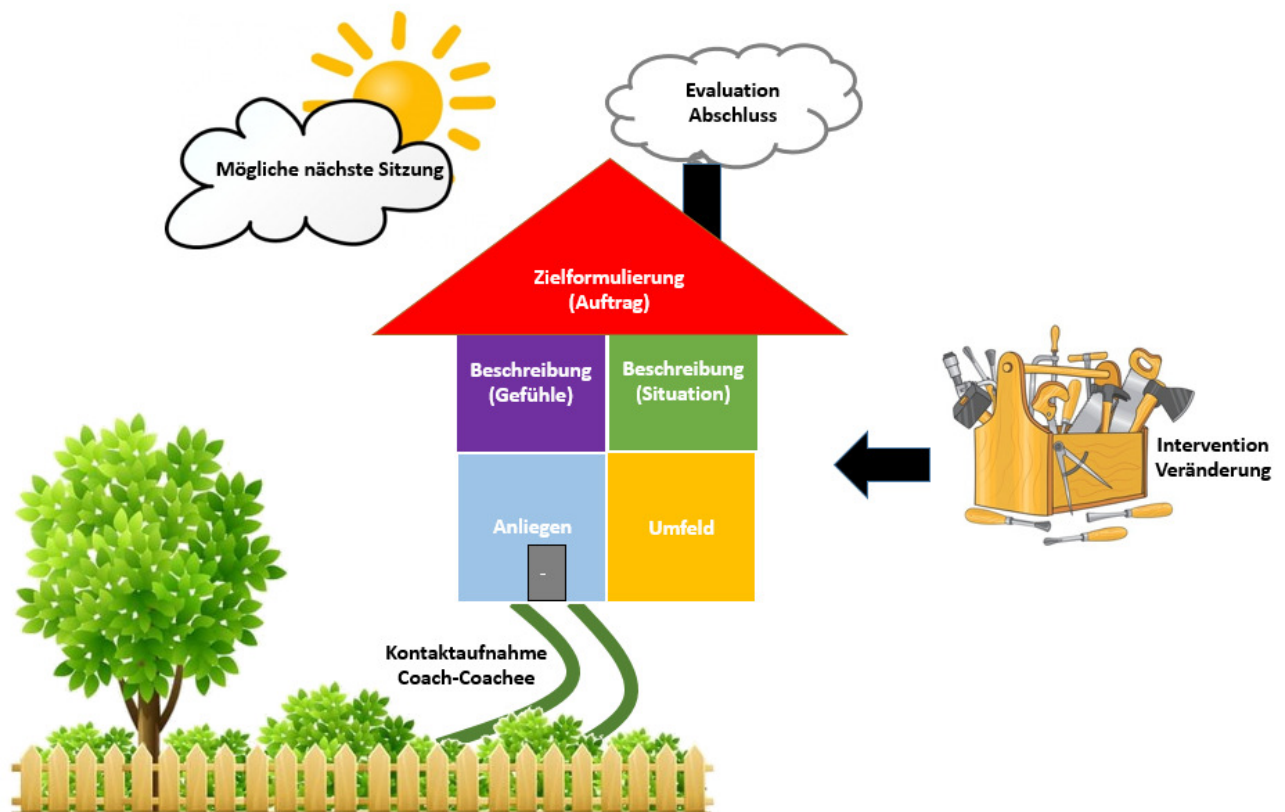 Evaluation
Abschluss
Mögliche nächste Sitzung
Zielformulierung
(Auftrag)
Beschreibung
(Gefühle)
Beschreibung
(Situation)
Intervention
Veränderung
Anliegen
Umfeld
-
Kontaktaufnahme
Coach-Coachee